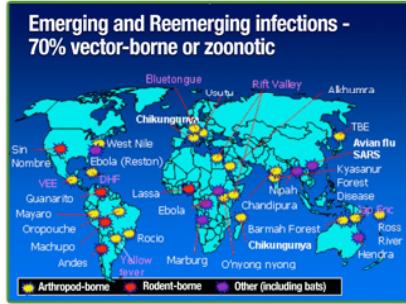 Emerging and Reemerging infections -
70% vector-borne or zoonotic
Bluetongue
Usutu
Rift Valley
Alkhumra
Chikungunya
TBE
West Nile
Avian flu
SARS
Sin
Nombre
Ebola (Reston)
Kyasanur
Forest
Disease
VEE
DHF
Nipah
Guanarito
Lassa
Chandipura
Mayaro
Ebola
Barmah Forest
Ross
River
Oropouche
Rocio
Chikungunya
Hendra
Machupo
Marburg
O'nyong nyong
Andes
Yellow
fever
Arthropod-borne
Rodent-borne
Other (including bats)